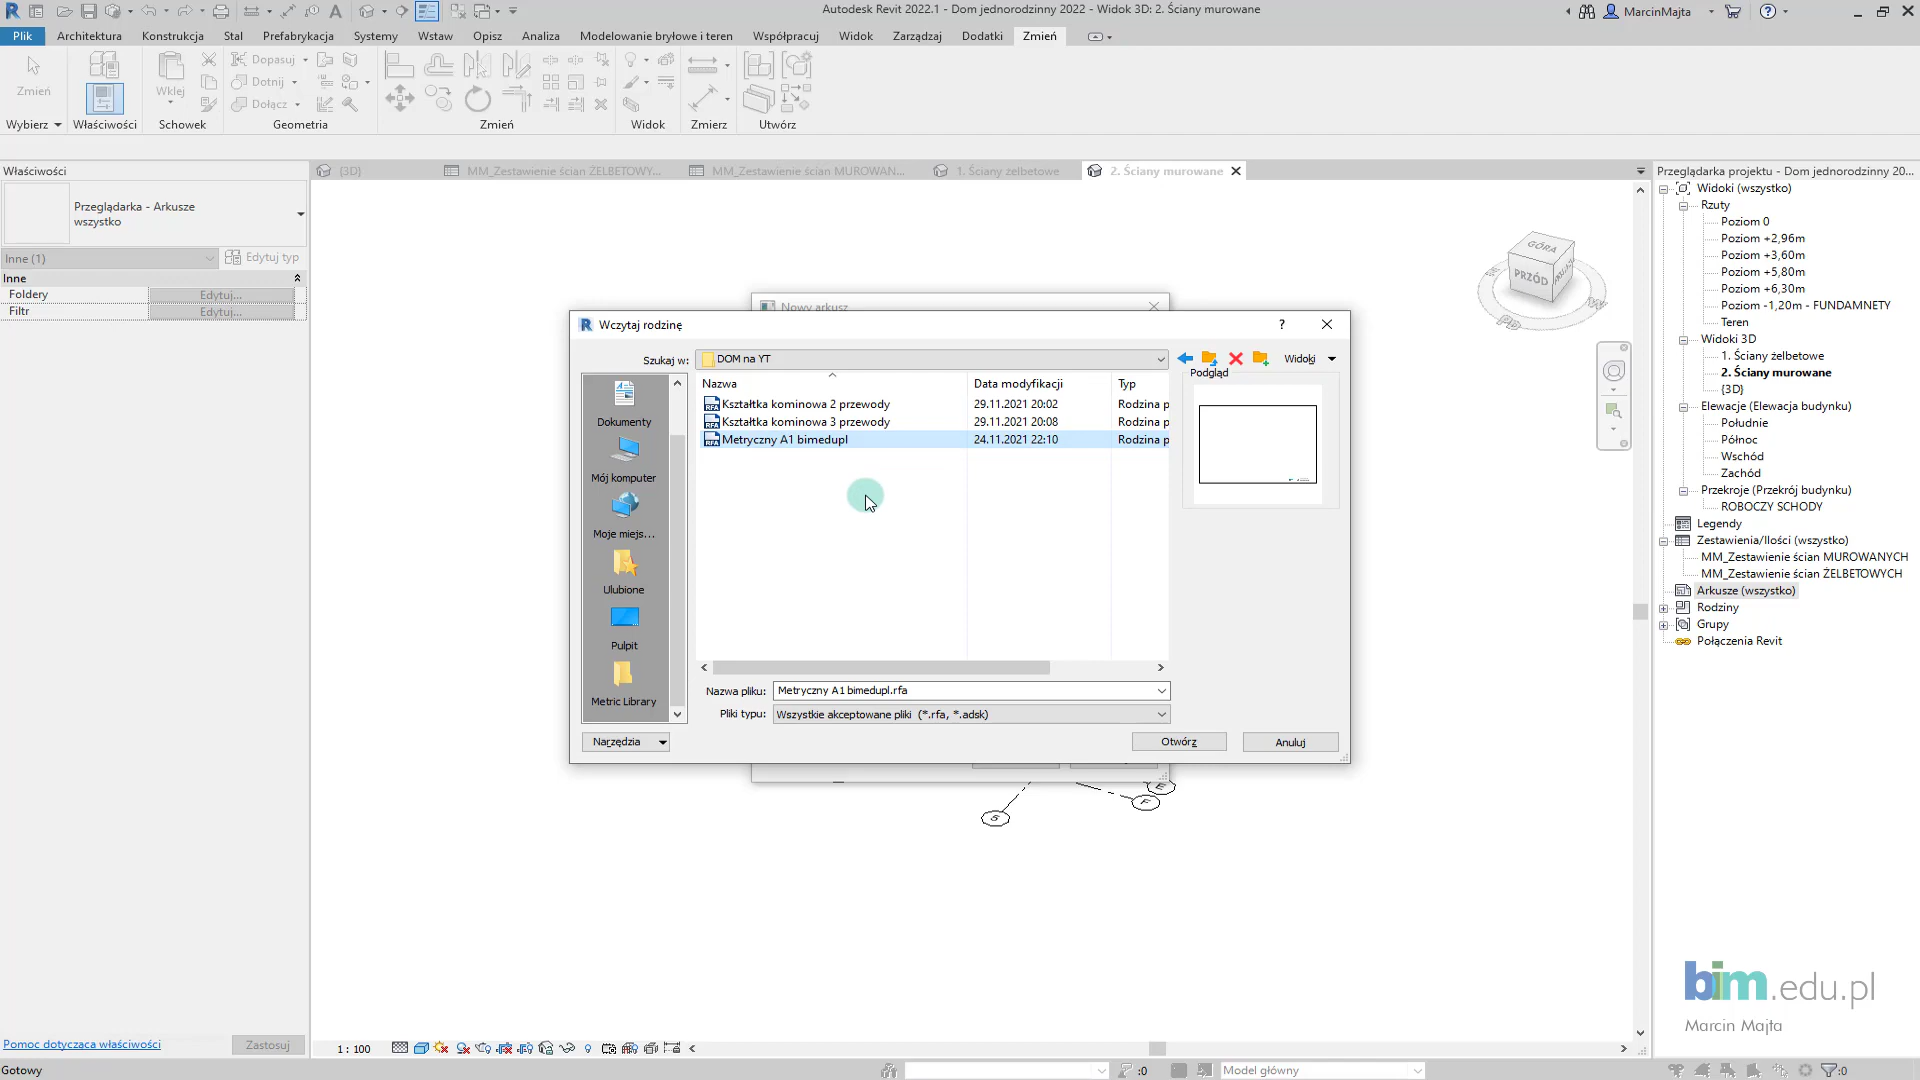 Autodesk Revit 2022.1 - Dom jednorodzinny 2022 - Widok 3D: 2. Ściany murowane
MarcinMajta
Plik Architektura Konstrukcja Stal Prefabrykacja Systemy Wstaw Opisz Analiza Modelowanie bryłowe i teren Współpracuj Widok Zarządzaj Dodatki Zmień
Zmień
Wklej
Dopasuj
Dotnij
Dołącz
Wybierz Właściwości Schowek Geometria Zmień Widok Zmierz Utwórz
Właściwości
Przeglądarka - Arkusze
wszystko
Inne (1)
Edytuj typ
Inne
Foldery Edytuj...
Filtr Edytuj...
Pomoc dotycząca właściwości
Zastosuj
Gotowy
{3D}
MM_Zestawienie ścian ŻELBETOWY...
MM_Zestawienie ścian MUROWAN...
1. Ściany żelbetowe
2. Ściany murowane
Nowy arkusz
Wczytaj rodzinę
?
Szukaj w: DOM na YT
Widoki
Nazwa Data modyfikacji Typ
Kształtka kominowa 2 przewody 29.11.2021 20:02 Rodzina p
Kształtka kominowa 3 przewody 29.11.2021 20:08 Rodzina p
Metryczny A1 bimedupl 24.11.2021 22:10 Rodzina p
Podgląd
Dokumenty
Mój komputer
Moje miejs...
Ulubione
Pulpit
Metric Library
Nazwa pliku: Metryczny A1 bimedupl.rfa
Pliki typu: Wszystkie akceptowane pliki (*.rfa, *.adsk)
Narzędzia
Otwórz
Anuluj
GÓRA
PRZÓD
E
F
6
1 : 100
:0
Model główny
:0
Przeglądarka projektu - Dom jednorodzinny 20...
Widoki (wszystko)
Rzuty
Poziom 0
Poziom +2,96m
Poziom +3,60m
Poziom +5,80m
Poziom +6,30m
Poziom -1,20m - FUNDAMNETY
Teren
Widoki 3D
1. Ściany żelbetowe
2. Ściany murowane
{3D}
Elewacje (Elewacja budynku)
Południe
Północ
Wschód
Zachód
Przekroje (Przekrój budynku)
ROBOCZY SCHODY
Legendy
Zestawienia/Ilości (wszystko)
MM_Zestawienie ścian MUROWANYCH
MM_Zestawienie ścian ŻELBETOWYCH
Arkusze (wszystko)
Rodziny
Grupy
Połączenia Revit
bim.edu.pl
Marcin Majta